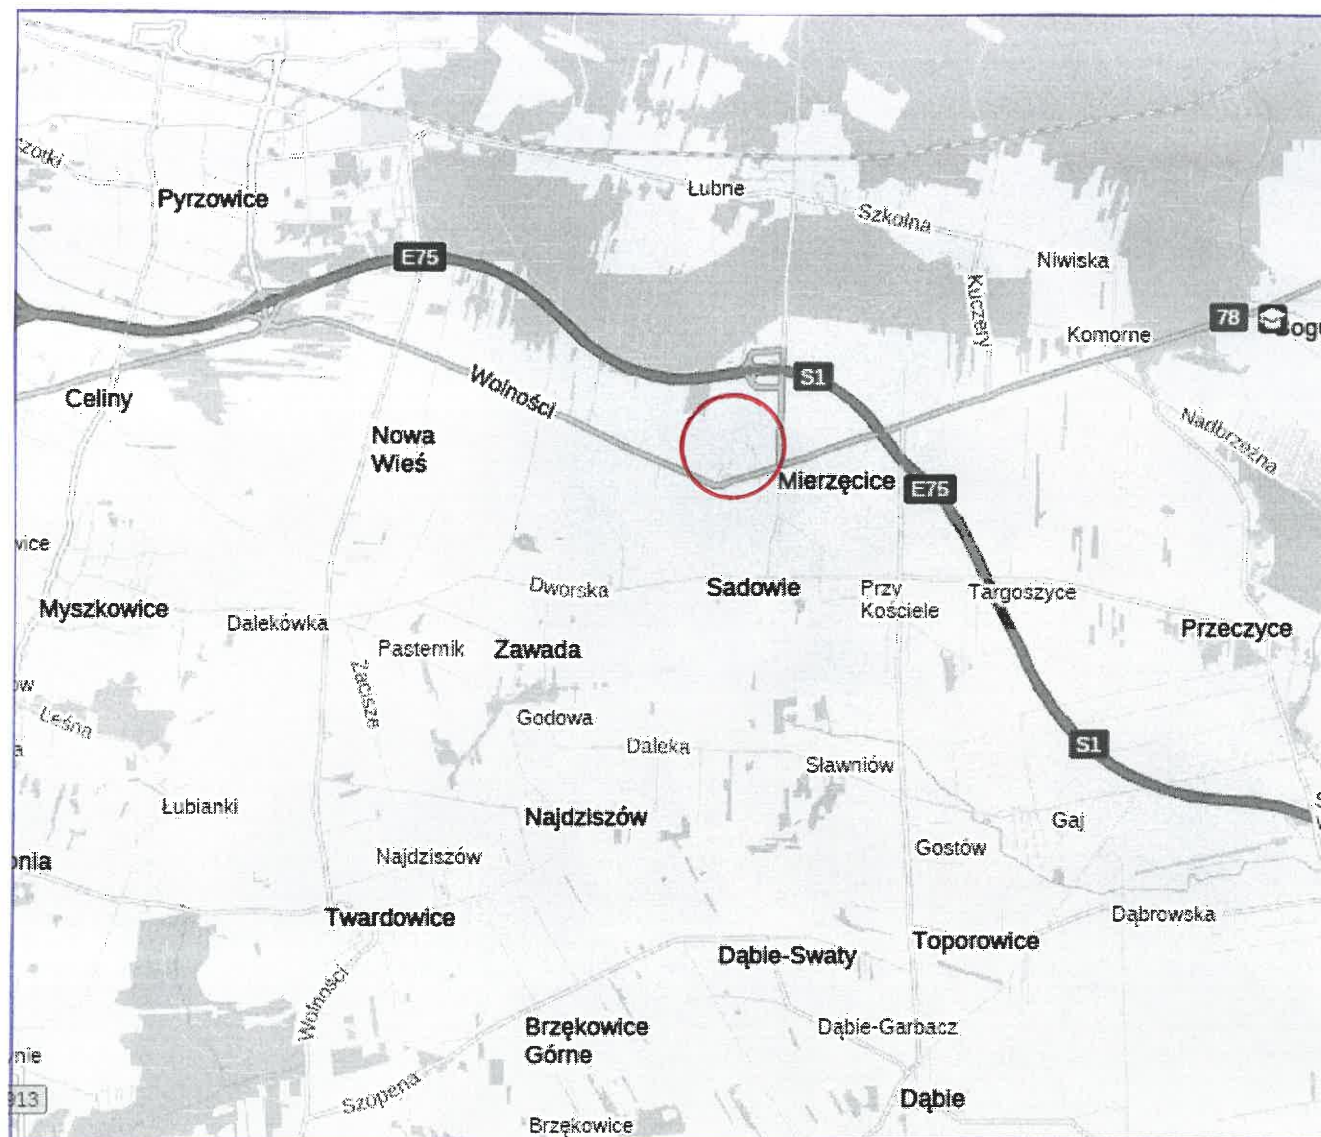 Pyrzowice
Łubne
Szkolna
E75
Niwiska
Kuczery
78
Komorne
S1
Wolności
Celiny
Nowa
Wieś
Nadbrzeżna
Mierzęcice
E75
Dworska
Sadowie
Przy
Kościele
Targoszyce
Myszkowice
Dalekówka
Przeczyce
Pasternik
Zawada
Zacisze
Leśna
Godowa
Daleka
Sławniów
S1
Łubianki
Najdziszów
Gaj
Gostów
Najdziszów
Twardowice
Dąbrowska
Toporowice
Dąbie-Swaty
Wolności
Brzękowice
Górne
Dąbie-Garbacz
Szopena
913
Dąbie
Brzękowice